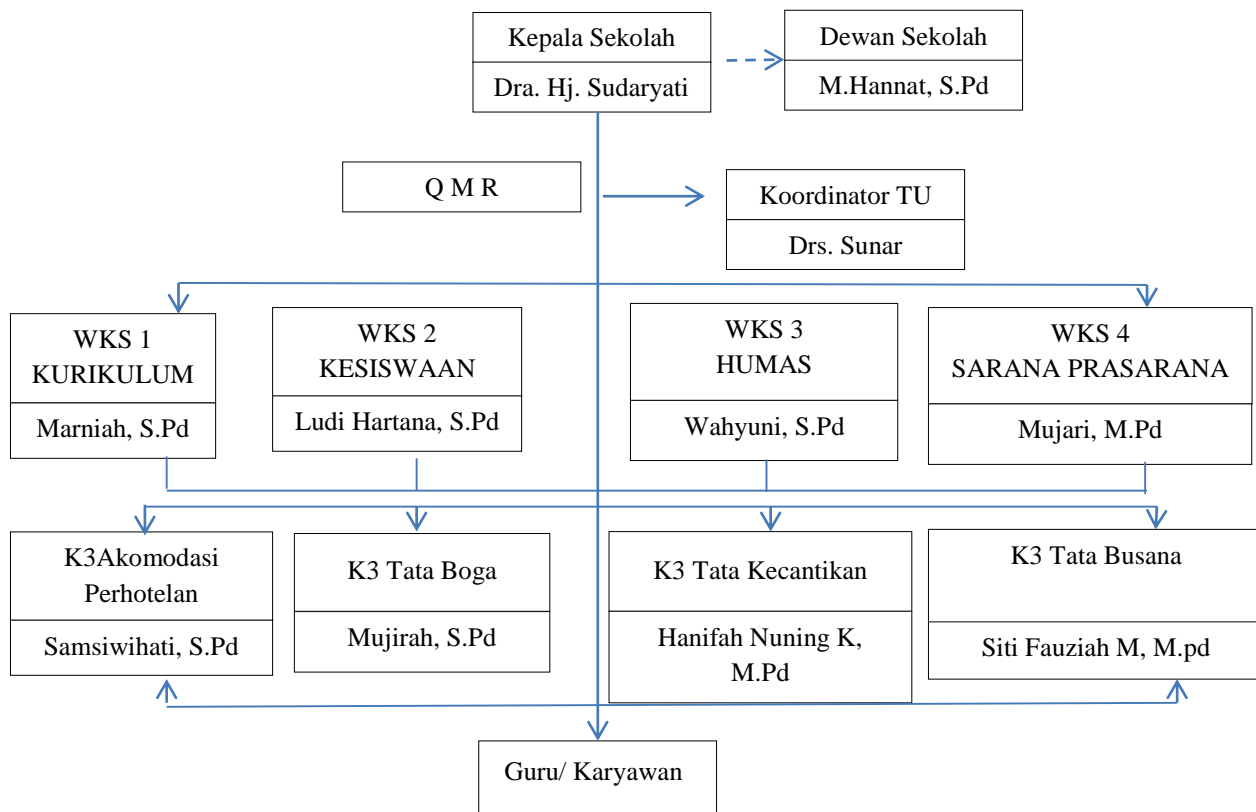 Kepala Sekolah
Dra. Hj. Sudaryati
Dewan Sekolah
M.Hannat, S.Pd
Q M R
Koordinator TU
Drs. Sunar
WKS 1
KURIKULUM
Marniah, S.Pd
WKS 2
KESISWAAN
Ludi Hartana, S.Pd
WKS 3
HUMAS
Wahyuni, S.Pd
WKS 4
SARANA PRASARANA
Mujari, M.Pd
K3Akomodasi
Perhotelan
Samsiwihati, S.Pd
K3 Tata Boga
Mujirah, S.Pd
K3 Tata Kecantikan
Hanifah Nuning K,
M.Pd
K3 Tata Busana
Siti Fauziah M, M.pd
Guru/ Karyawan